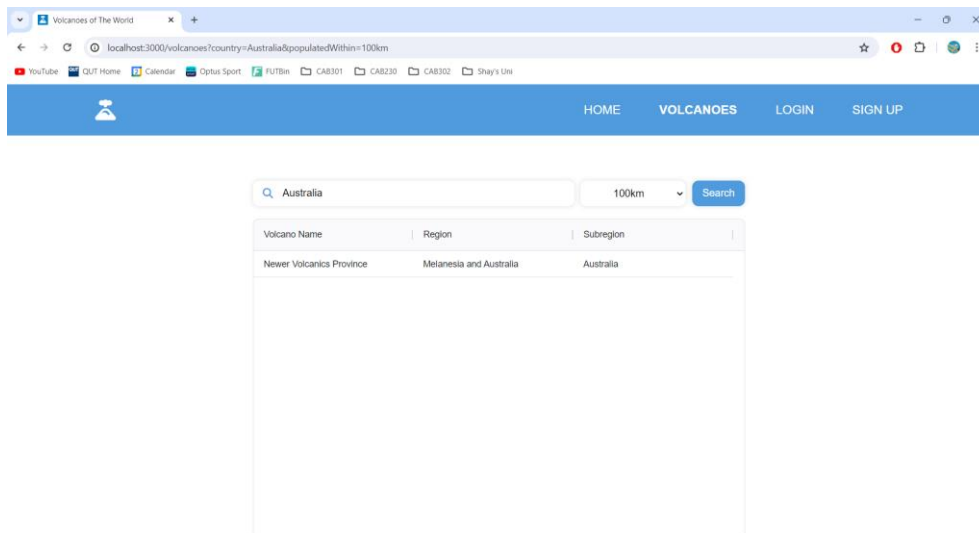 Volcanoes of The World
localhost:3000/volcanoes?country=Australia&populatedWithin=100km
YouTube QUT Home Calendar Optus Sport FUTBin CAB301 CAB230 CAB302 Shay's Uni
HOME VOLCANOES LOGIN SIGN UP
Australia 100km Search
Volcano Name Region Subregion
Newer Volcanics Province Melanesia and Australia Australia